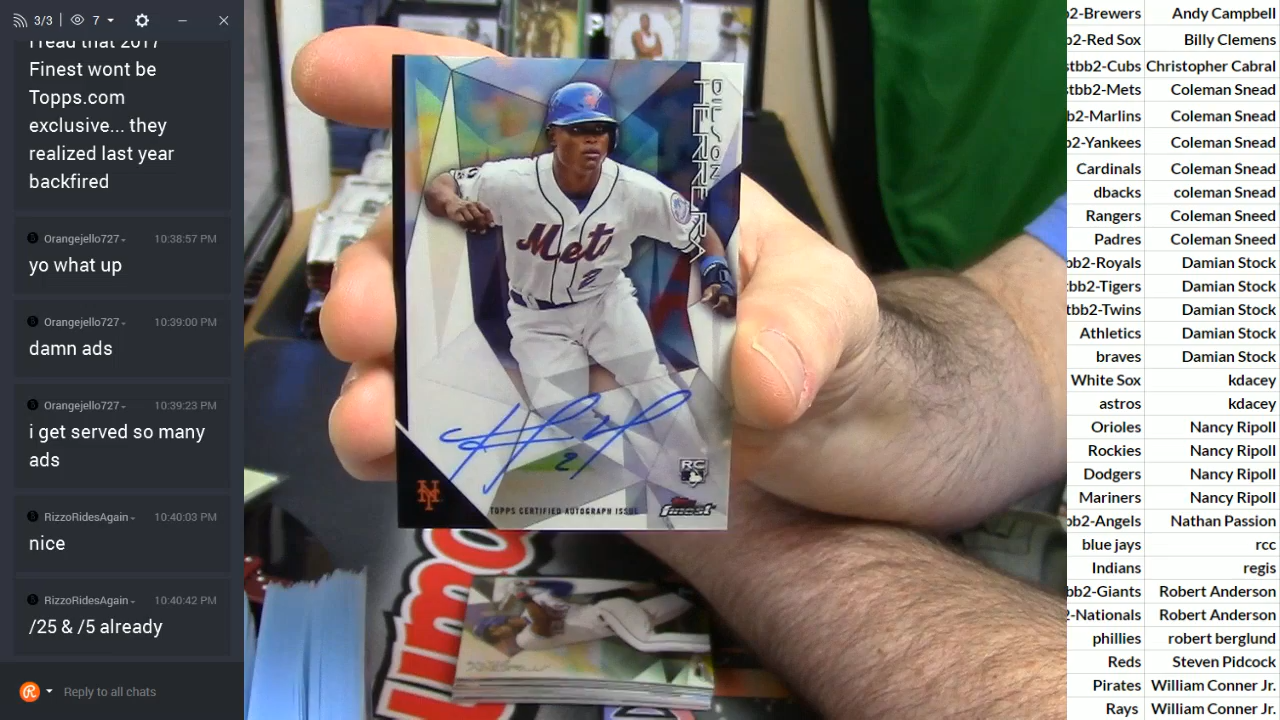 3/3 7
I read that 2017
Finest wont be
Topps.com
exclusive... they
realized last year
backfired
Orangejello727 10:38:57 PM
yo what up
Orangejello727 10:39:00 PM
damn ads
Orangejello727 10:39:23 PM
i get served so many
ads
RizzoRidesAgain 10:40:03 PM
nice
RizzoRidesAgain 10:40:42 PM
/25 & /5 already
Reply to all chats
DILSON
HERRERA
Mets
2
2
RC
NY
TOPPS CERTIFIED AUTOGRAPH ISSUE
Topps
finest
b2-Brewers Andy Campbell
b2-Red Sox Billy Clemens
stbb2-Cubs Christopher Cabral
stbb2-Mets Coleman Snead
b2-Marlins Coleman Snead
b2-Yankees Coleman Snead
Cardinals Coleman Snead
dbacks coleman Snead
Rangers Coleman Sneed
Padres Coleman Sneed
bb2-Royals Damian Stock
bb2-Tigers Damian Stock
stbb2-Twins Damian Stock
Athletics Damian Stock
braves Damian Stock
White Sox kdacey
astros kdacey
Orioles Nancy Ripoll
Rockies Nancy Ripoll
Dodgers Nancy Ripoll
Mariners Nancy Ripoll
bb2-Angels Nathan Passion
blue jays rcc
Indians regis
bb2-Giants Robert Anderson
2-Nationals Robert Anderson
phillies robert berglund
Reds Steven Pidcock
Pirates William Conner Jr.
Rays William Conner Jr.